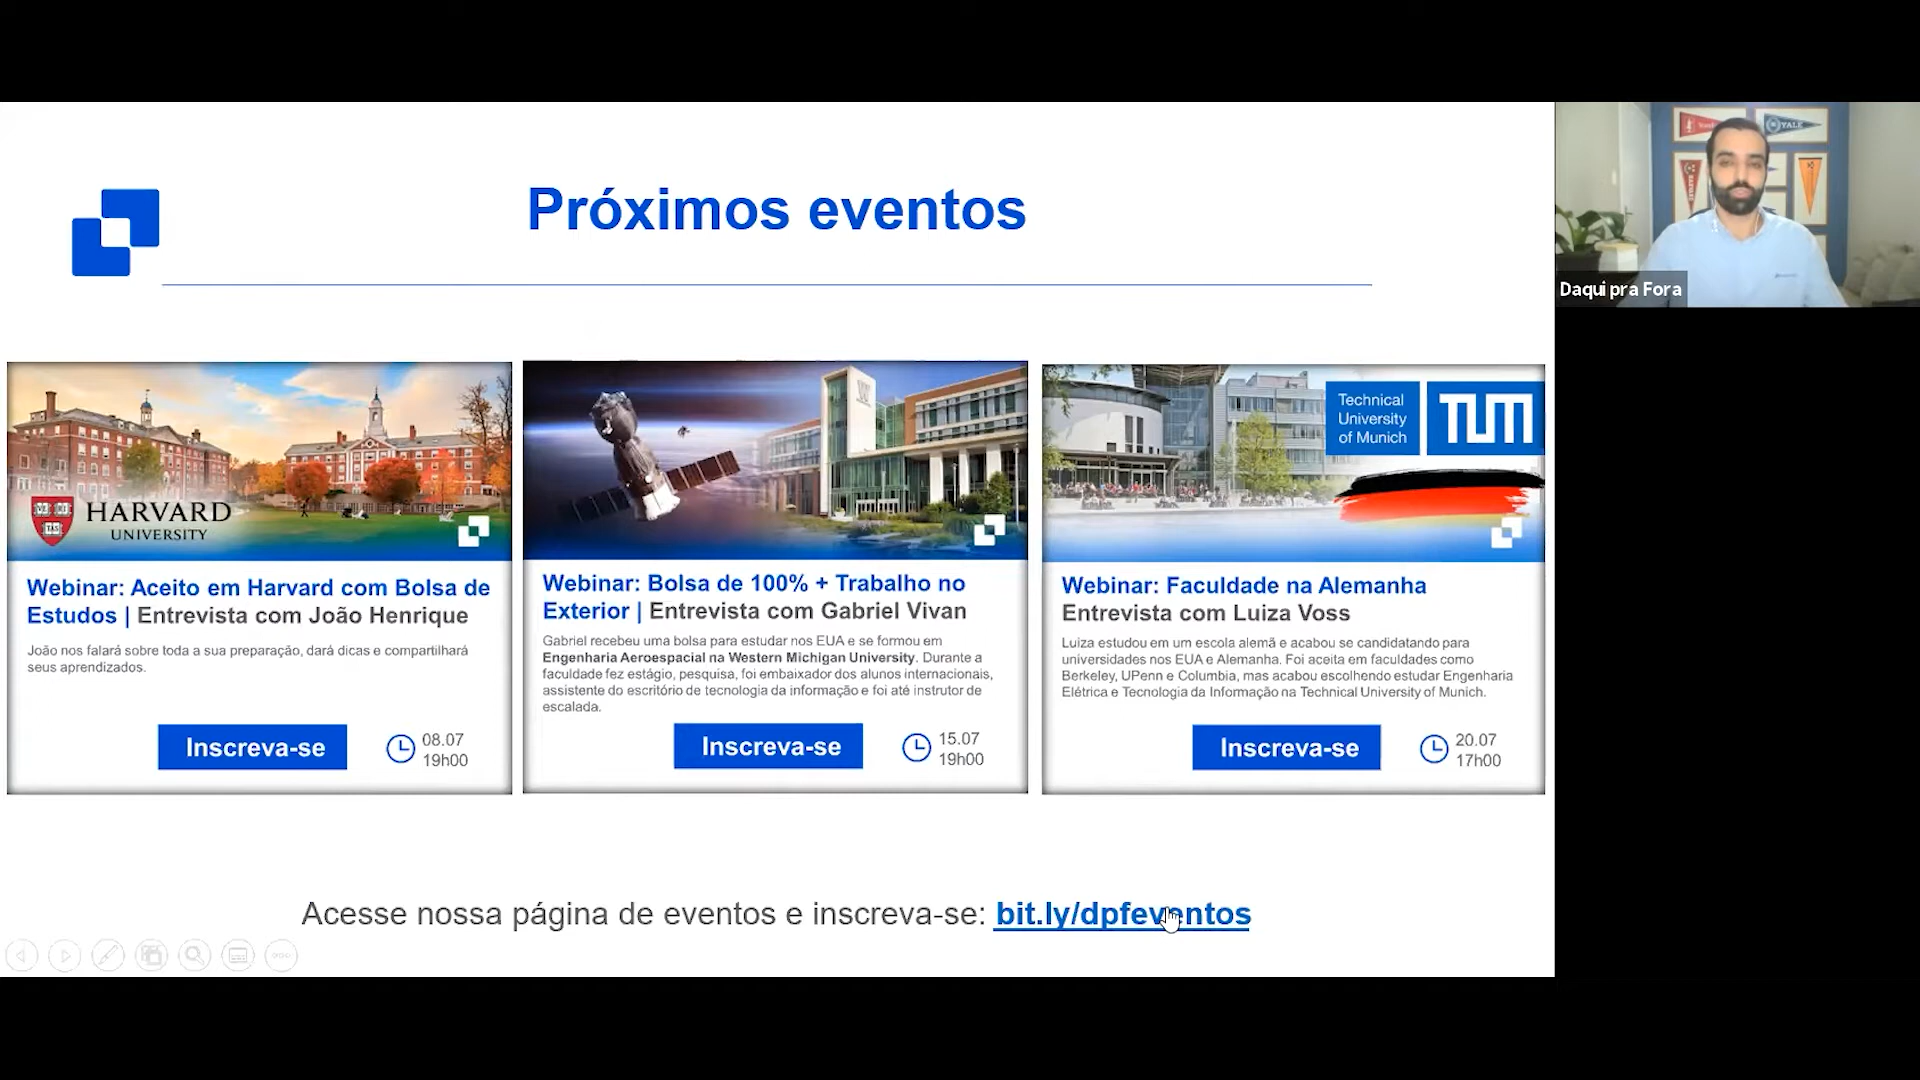 Próximos eventos
YALE
Daqui pra Fora
HARVARD
UNIVERSITY
Webinar: Aceito em Harvard com Bolsa de
Estudos | Entrevista com João Henrique
João nos falará sobre toda a sua preparação, dará dicas e compartilhará
seus aprendizados.
Inscreva-se
08.07
19h00
W
Webinar: Bolsa de 100% + Trabalho no
Exterior | Entrevista com Gabriel Vivan
Gabriel recebeu uma bolsa para estudar nos EUA e se formou em
Engenharia Aeroespacial na Western Michigan University. Durante a
faculdade fez estágio, pesquisa, foi embaixador dos alunos internacionais,
assistente do escritório de tecnologia da informação e foi até instrutor de
escalada.
Inscreva-se
15.07
19h00
Technical
University
of Munich
TUM
Webinar: Faculdade na Alemanha
Entrevista com Luiza Voss
Luiza estudou em um escola alemã e acabou se candidatando para
universidades nos EUA e Alemanha. Foi aceita em faculdades como
Berkeley, UPenn e Columbia, mas acabou escolhendo estudar Engenharia
Elétrica e Tecnologia da Informação na Technical University of Munich.
Inscreva-se
20.07
17h00
Acesse nossa página de eventos e inscreva-se: bit.ly/dpfeventos